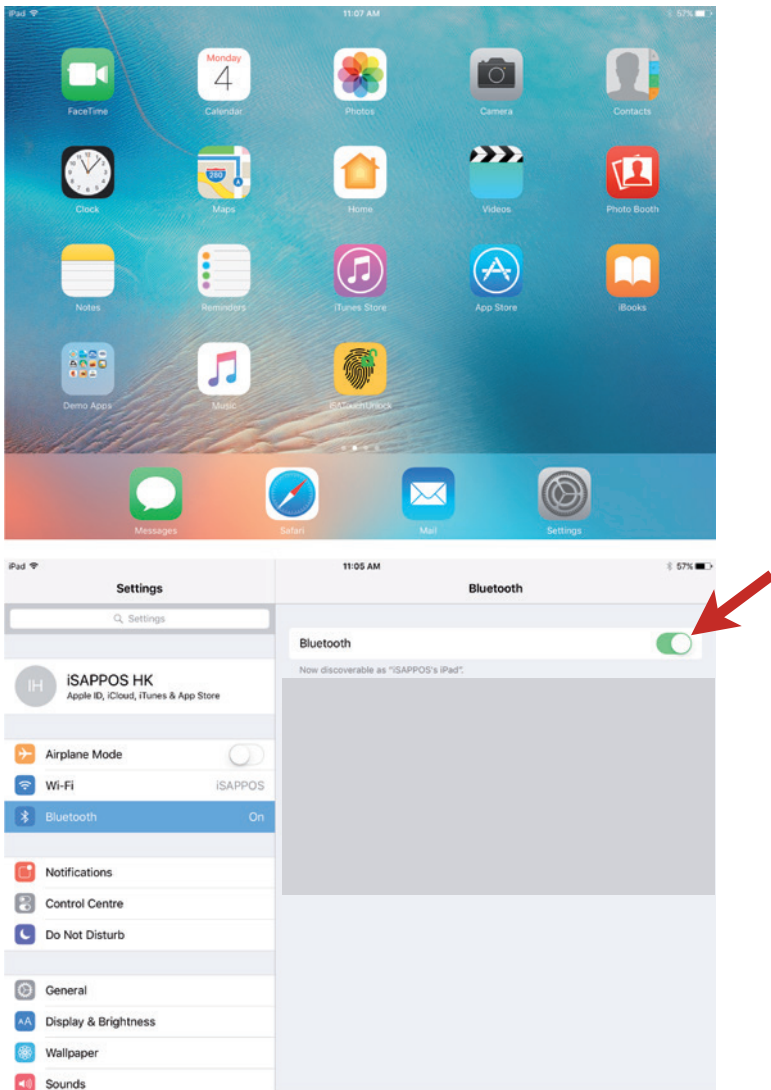 iPad 11:07 AM 57%
Monday
4
FaceTime Calendar Photos Camera Contacts
280
Clock Maps Home Videos Photo Booth
Notes Reminders iTunes Store App Store iBooks
Demo Apps Music iSATouchUnlock
Messages Safari Mail Settings
iPad 11:05 AM 57%
Settings Bluetooth
Settings
Bluetooth
Now discoverable as "iSAPPOS's iPad".
IH iSAPPOS HK
Apple ID, iCloud, iTunes & App Store
Airplane Mode
Wi-Fi iSAPPOS
Bluetooth On
Notifications
Control Centre
Do Not Disturb
General
AA Display & Brightness
Wallpaper
Sounds